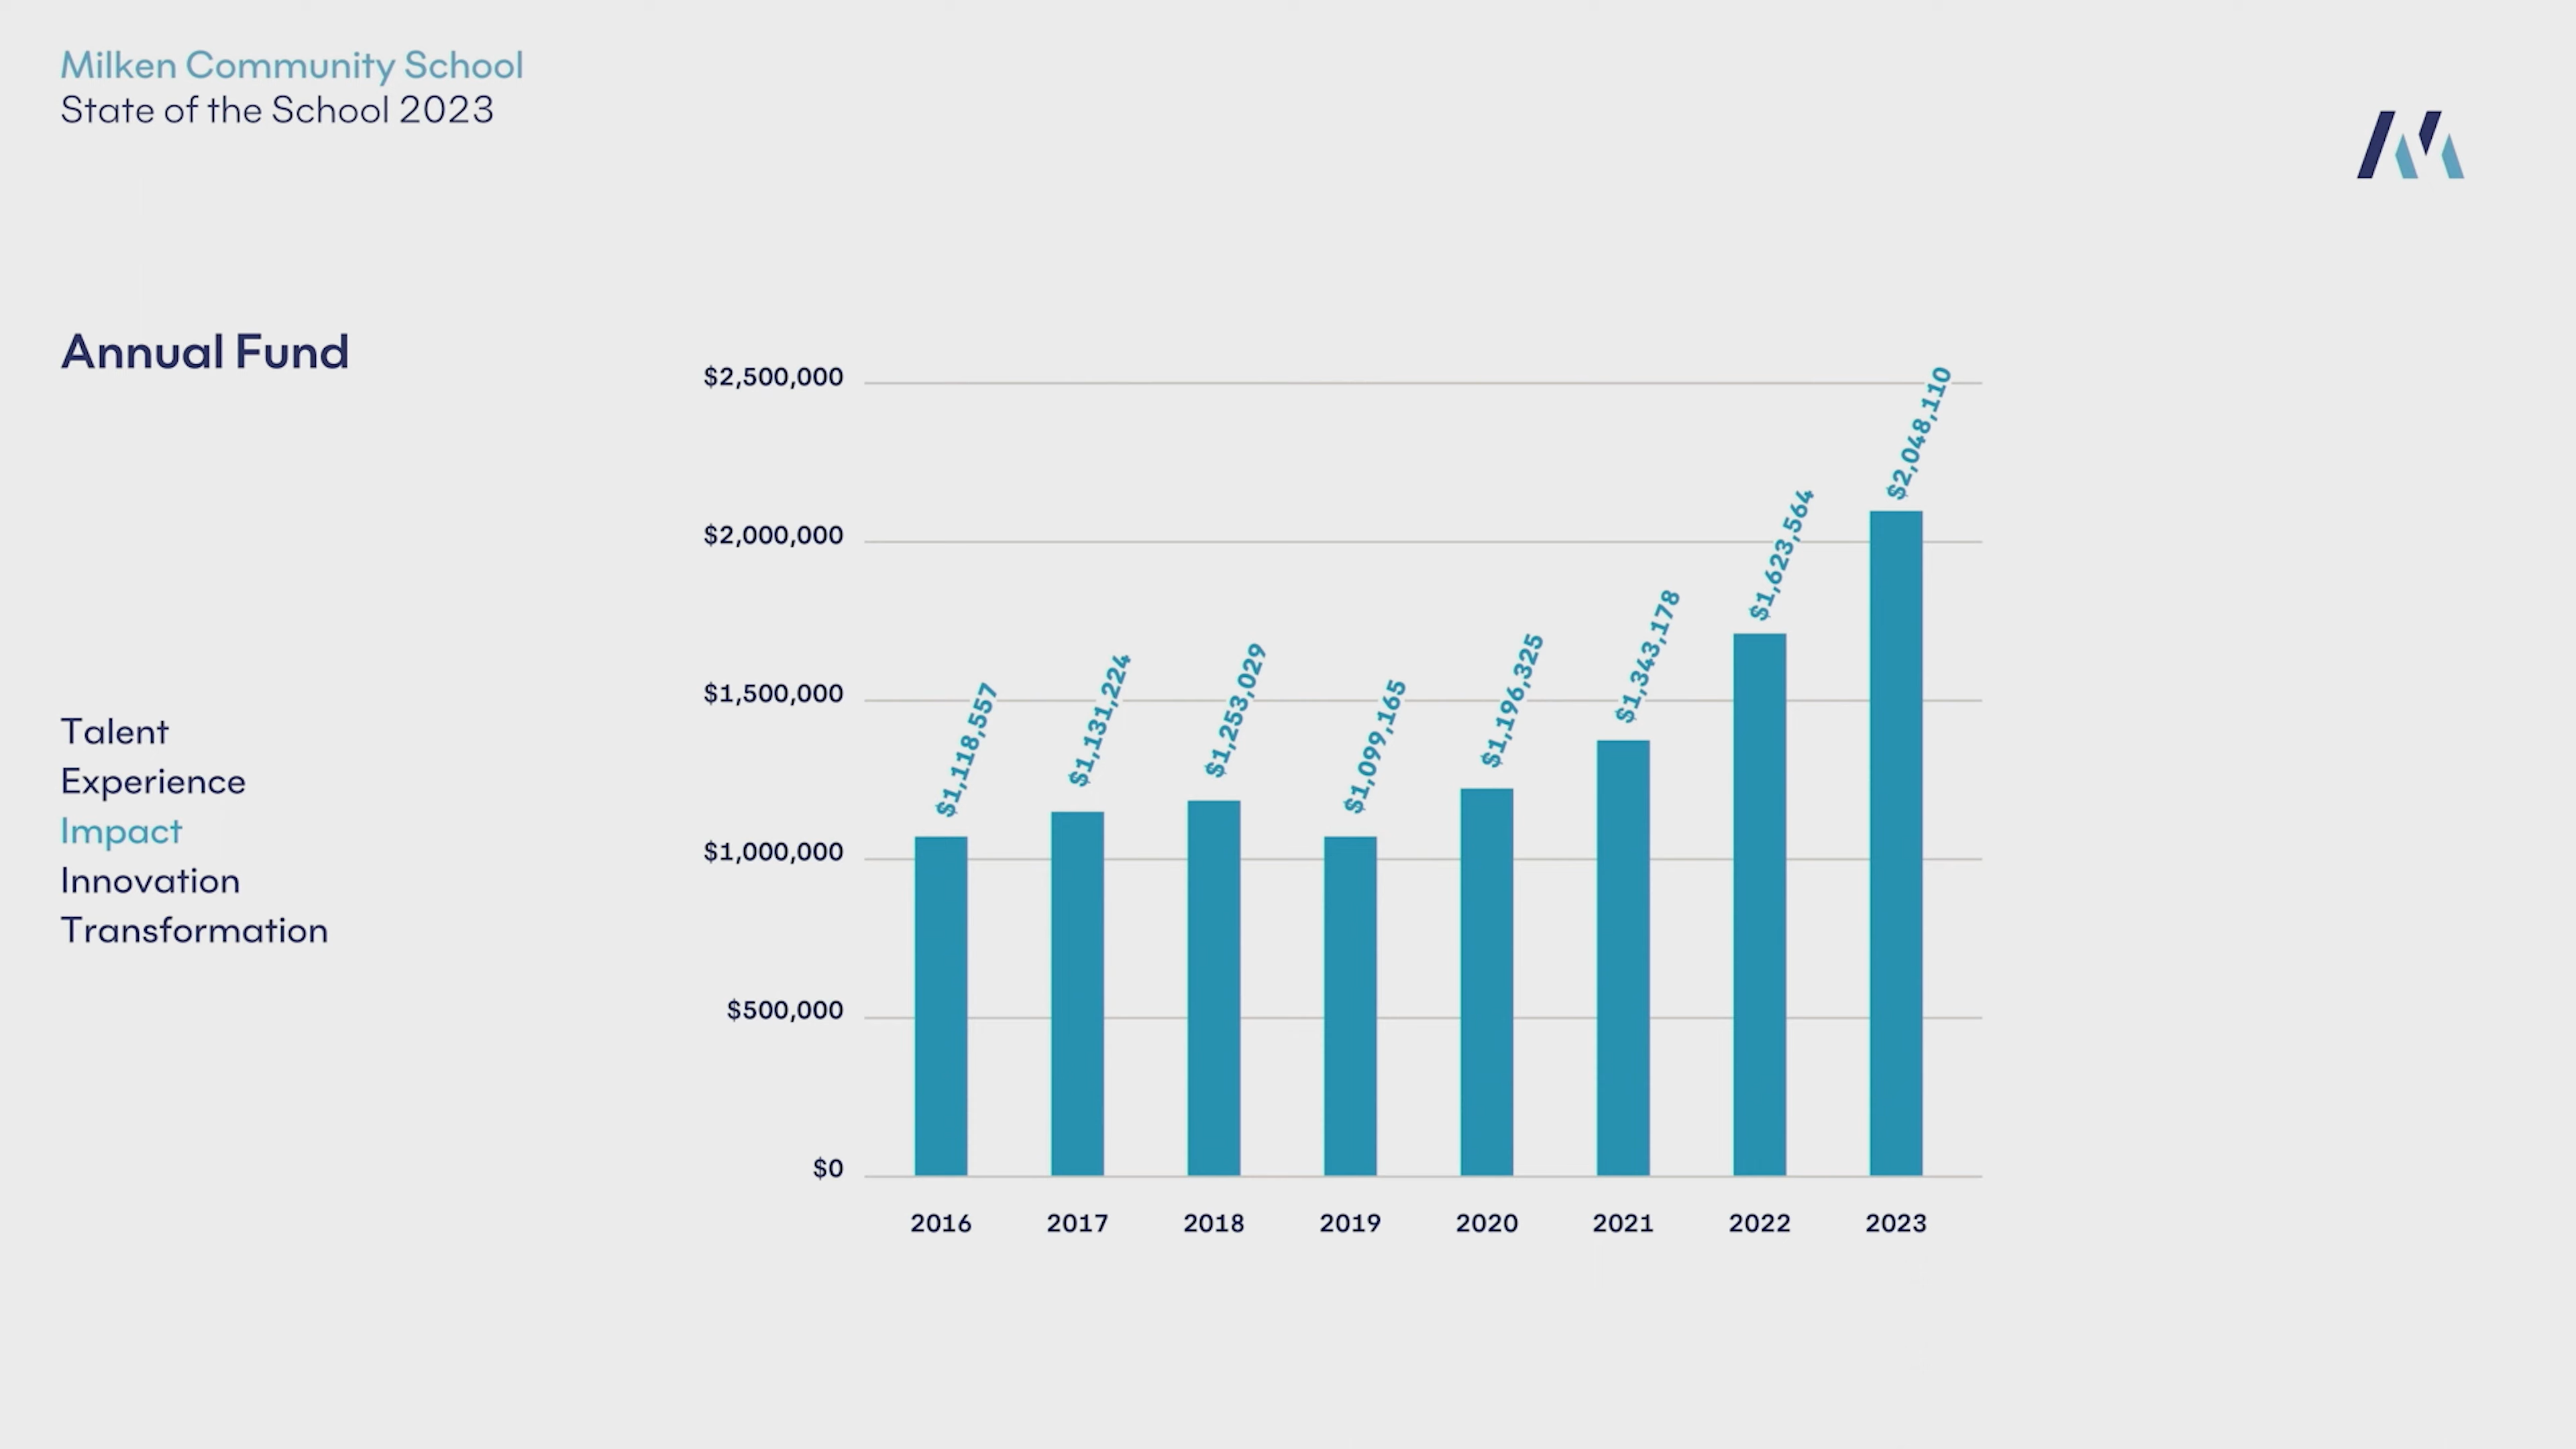 Milken Community School
State of the School 2023
Annual Fund
Talent
Experience
Impact
Innovation
Transformation
$2,500,000
$2,000,000
$1,500,000
$1,000,000
$500,000
$0
$1,118,557
$1,131,224
$1,253,029
$1,099,165
$1,196,325
$1,343,178
$1,623,564
$2,048,110
2016 2017 2018 2019 2020 2021 2022 2023